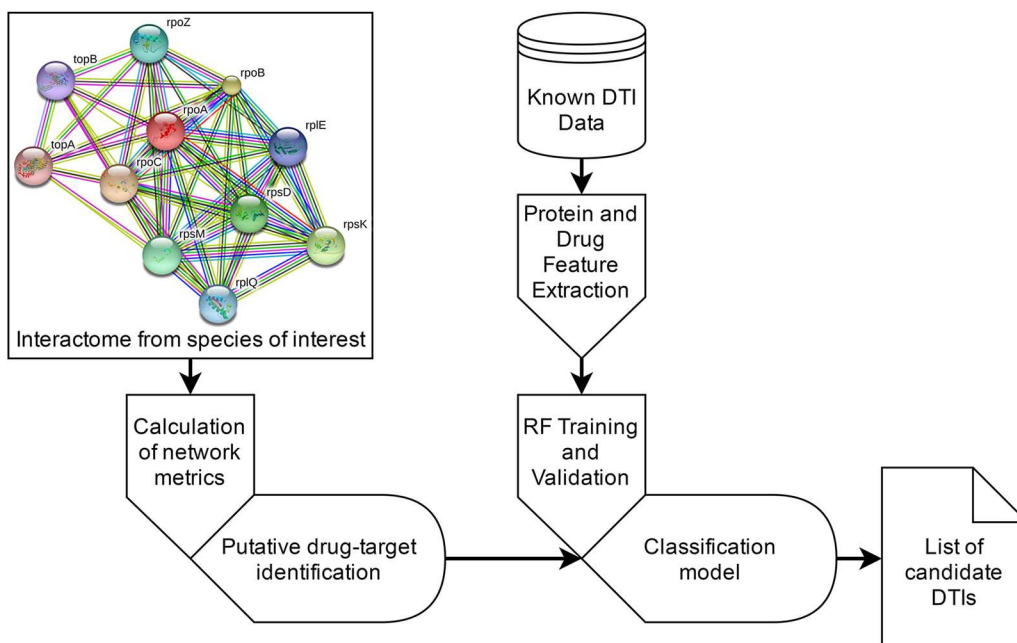 rpoZ
topB
rpoB
rpoA
rplE
topA
rpoC
rpsD
rpsM
rpsK
rplQ
Interactome from species of interest
Known DTI
Data
Protein and
Drug
Feature
Extraction
Calculation
of network
metrics
RF Training
and
Validation
Putative drug-target
identification
Classification
model
List of
candidate
DTIs